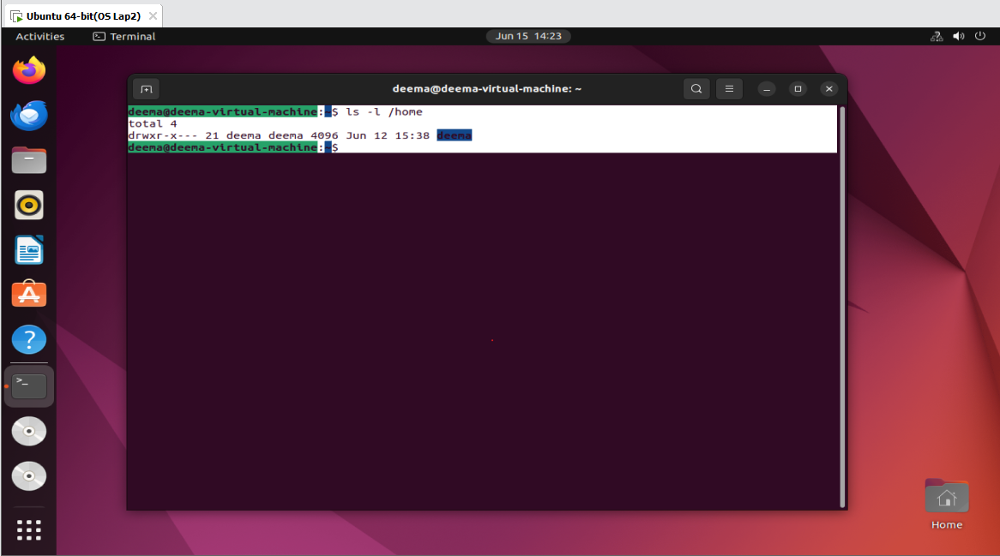 Ubuntu 64-bit(OS Lap2)
Activities Terminal Jun 15 14:23
deema@deema-virtual-machine: ~
deema@deema-virtual-machine:~$ ls -l /home
total 4
drwxr-x--- 21 deema deema 4096 Jun 12 15:38 deema
deema@deema-virtual-machine:~$
Home